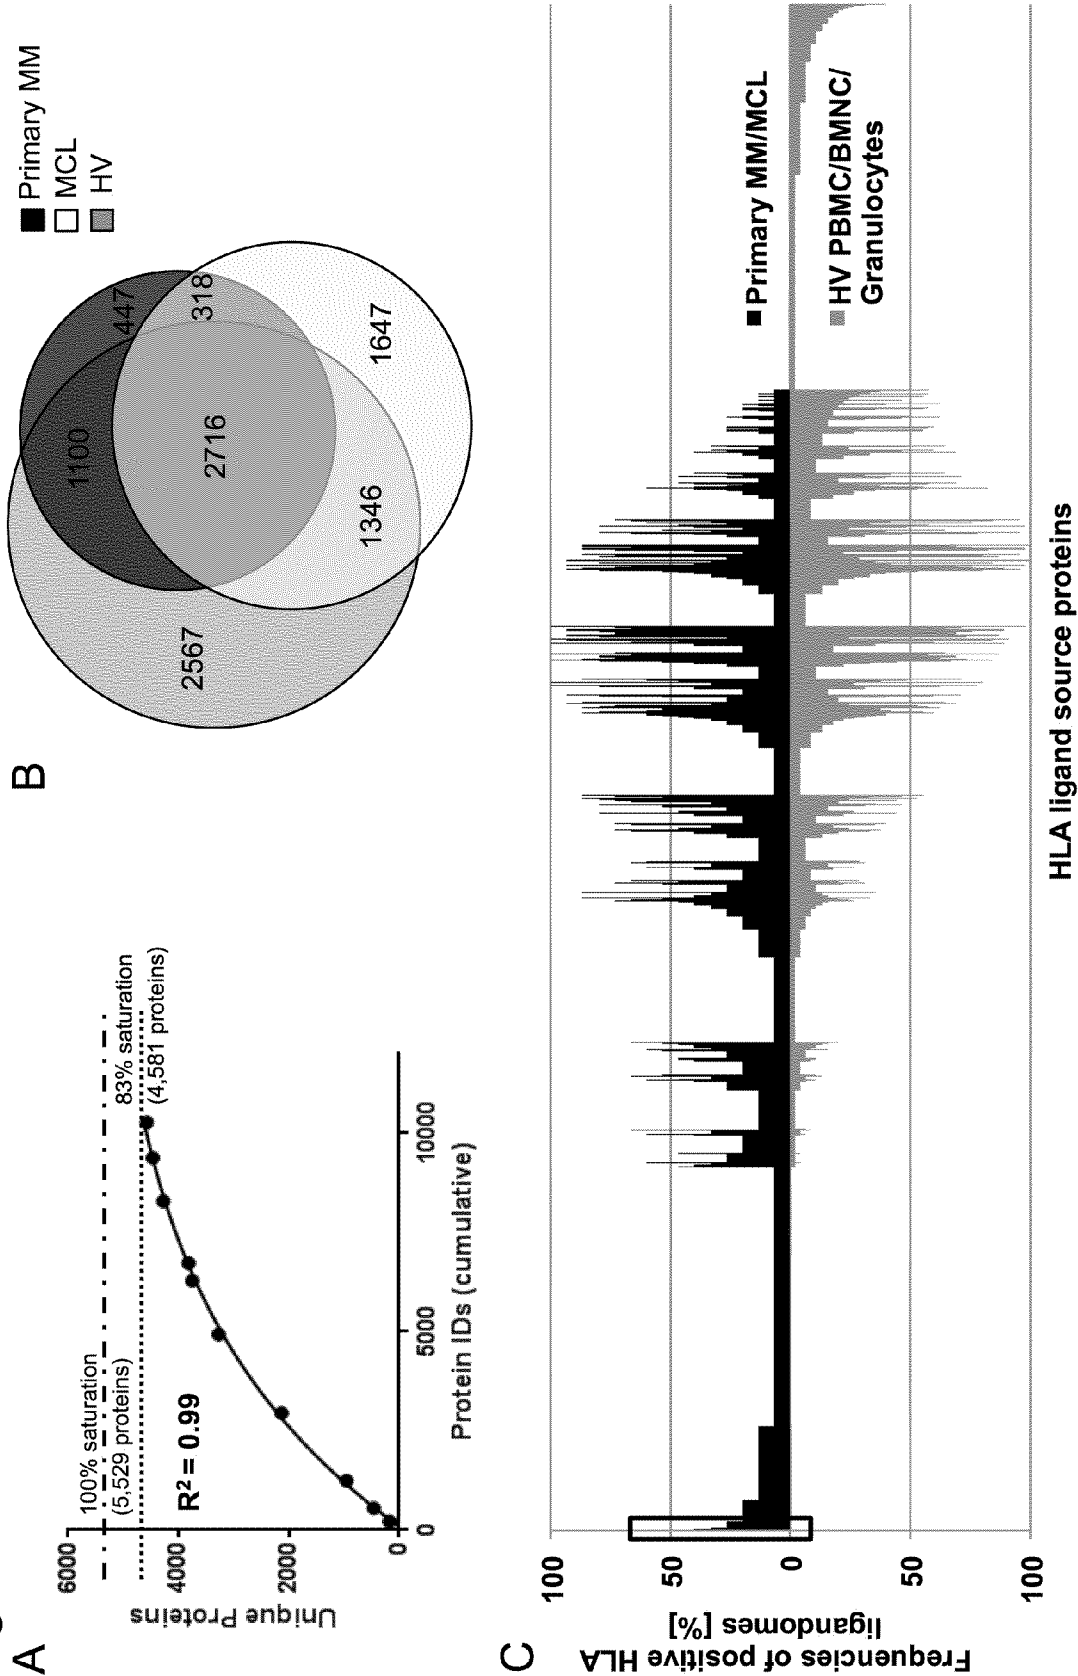 A
6000
4000
2000
0
Unique Proteins
100% saturation
(5,529 proteins)
83% saturation
(4,581 proteins)
R² = 0.99
0
5000
10000
Protein IDs (cumulative)
B
2567
1100
447
2716
318
1346
1647
Primary MM
MCL
HV
C
Frequencies of positive HLA
ligandomes [%]
100
50
0
50
100
Primary MM/MCL
HV PBMC/BMNC/
Granulocytes
HLA ligand source proteins